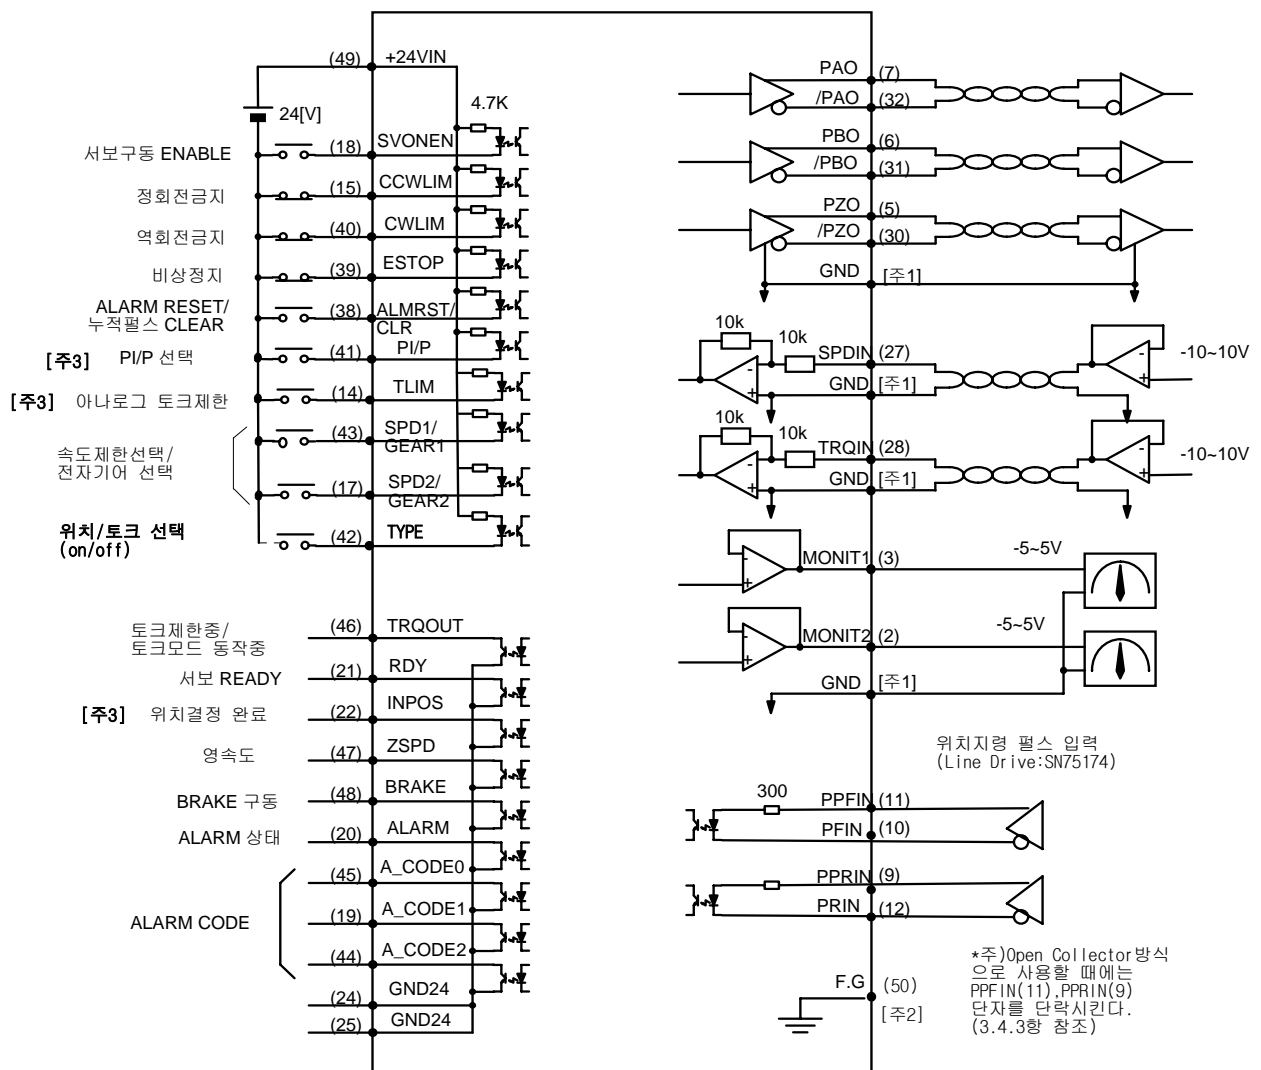 (49) +24VIN
24[V]
4.7K
서보구동 ENABLE (18) SVONEN
정회전금지 (15) CCWLIM
역회전금지 (40) CWLIM
비상정지 (39) ESTOP
ALARM RESET/
누적펄스 CLEAR (38) ALMRST/
CLR
[주3] PI/P 선택 (41) PI/P
[주3] 아나로그 토크제한 (14) TLIM
속도제한선택/
전자기어 선택
(43) SPD1/
GEAR1
(17) SPD2/
GEAR2
위치/토크 선택
(on/off)
(42) TYPE
토크제한중/
토크모드 동작중
(46) TRQOUT
서보 READY (21) RDY
[주3] 위치결정 완료 (22) INPOS
영속도 (47) ZSPD
BRAKE 구동 (48) BRAKE
ALARM 상태 (20) ALARM
ALARM CODE
(45) A_CODE0
(19) A_CODE1
(44) A_CODE2
(24) GND24
(25) GND24
PAO (7)
/PAO (32)
PBO (6)
/PBO (31)
PZO (5)
/PZO (30)
GND [주1]
10k
10k SPDIN (27)
GND [주1]
-10~10V
10k
10k TRQIN (28)
GND [주1]
-10~10V
MONIT1 (3) -5~5V
MONIT2 (2) -5~5V
GND [주1]
위치지령 펄스 입력
(Line Drive:SN75174)
300 PPFIN (11)
PFIN (10)
PPRIN (9)
PRIN (12)
F.G (50)
[주2]
*주)Open Collector방식
으로 사용할 때에는
PPFIN(11),PPRIN(9)
단자를 단락시킨다.
(3.4.3항 참조)